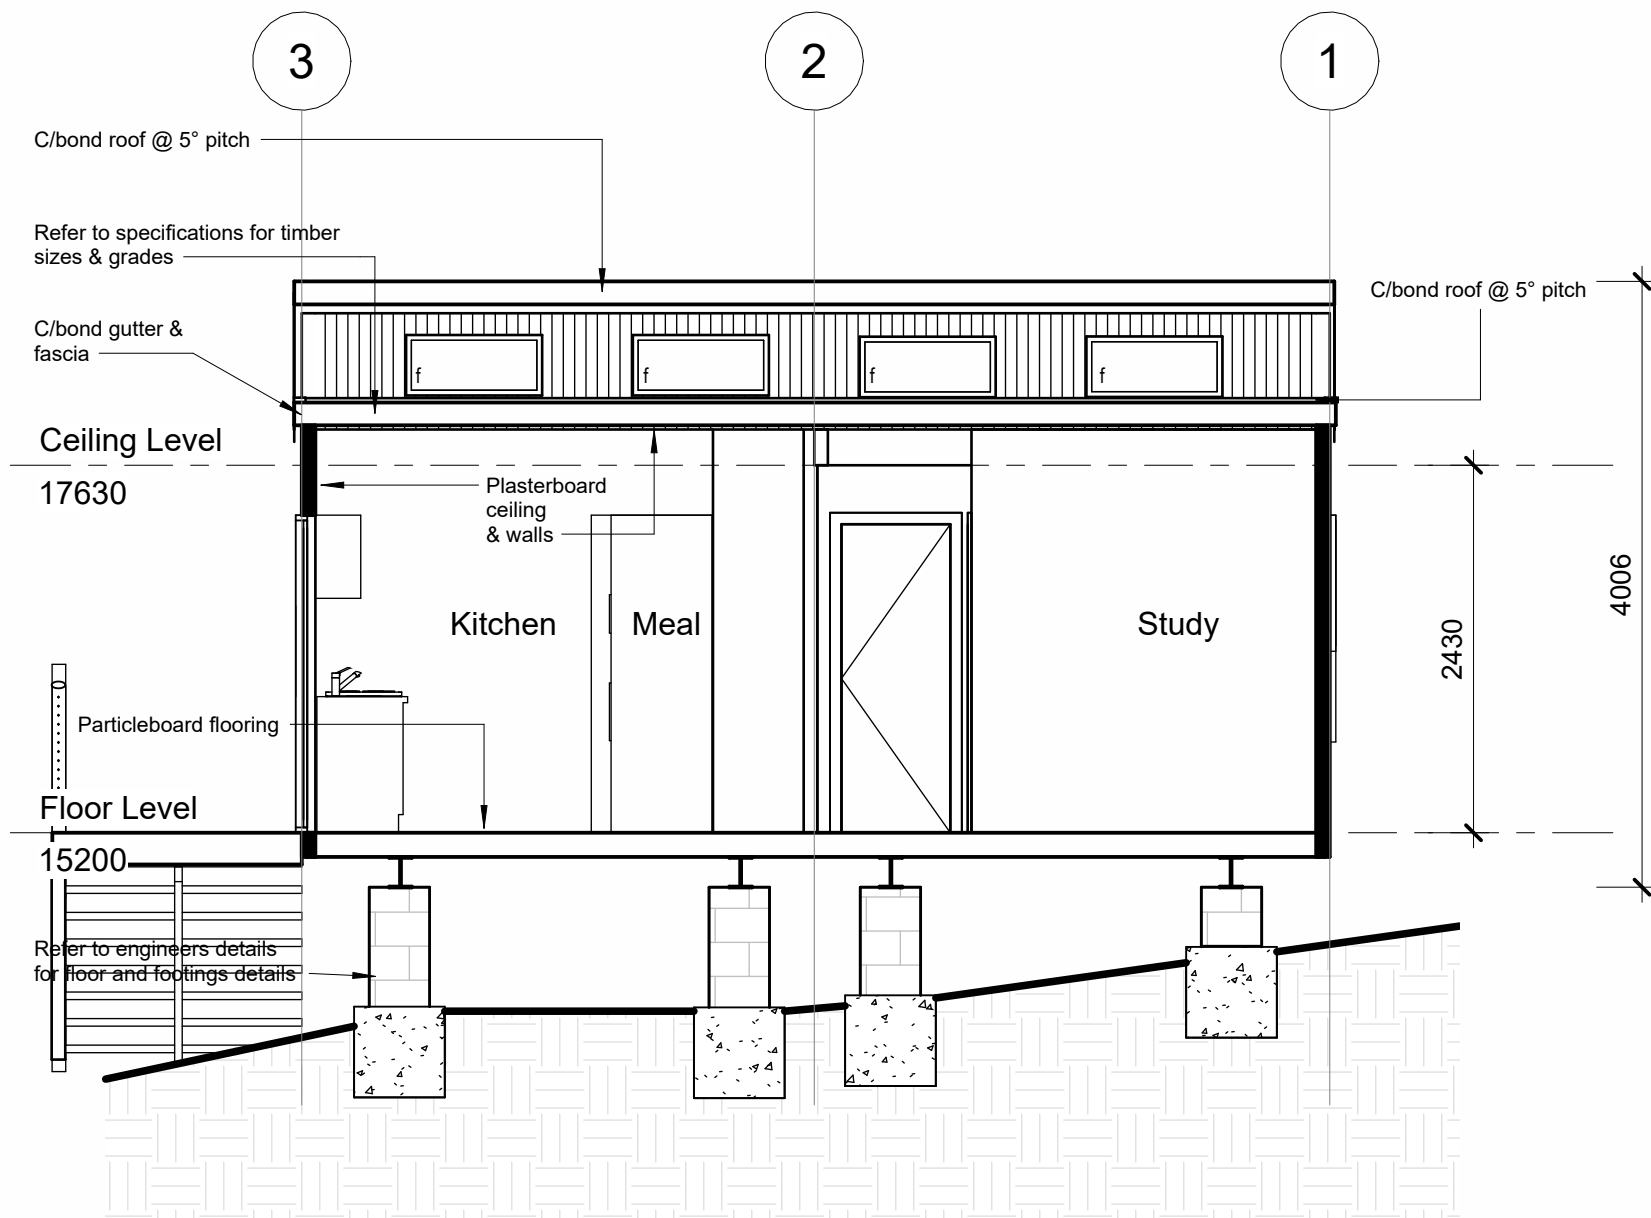 3
2
1
C/bond roof @ 5° pitch
Refer to specifications for timber
sizes & grades
C/bond roof @ 5° pitch
C/bond gutter &
fascia
f
f
f
f
Ceiling Level
17630
Plasterboard
ceiling
& walls
4006
Kitchen
Meal
Study
2430
Particleboard flooring
Floor Level
15200
Refer to engineers details
for floor and footings details